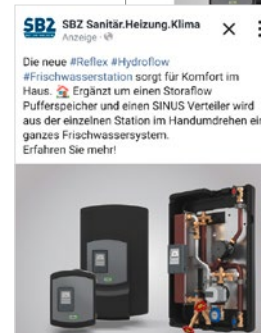 SBZ SBZ Sanitär.Heizung.Klima
Anzeige ·
Die neue #Reflex #Hydroflow
#Frischwasserstation sorgt für Komfort im
Haus. Ergänzt um einen Storaflow
Pufferspeicher und einen SINUS Verteiler wird
aus der einzelnen Station im Handumdrehen ein
ganzes Frischwassersystem.
Erfahren Sie mehr!